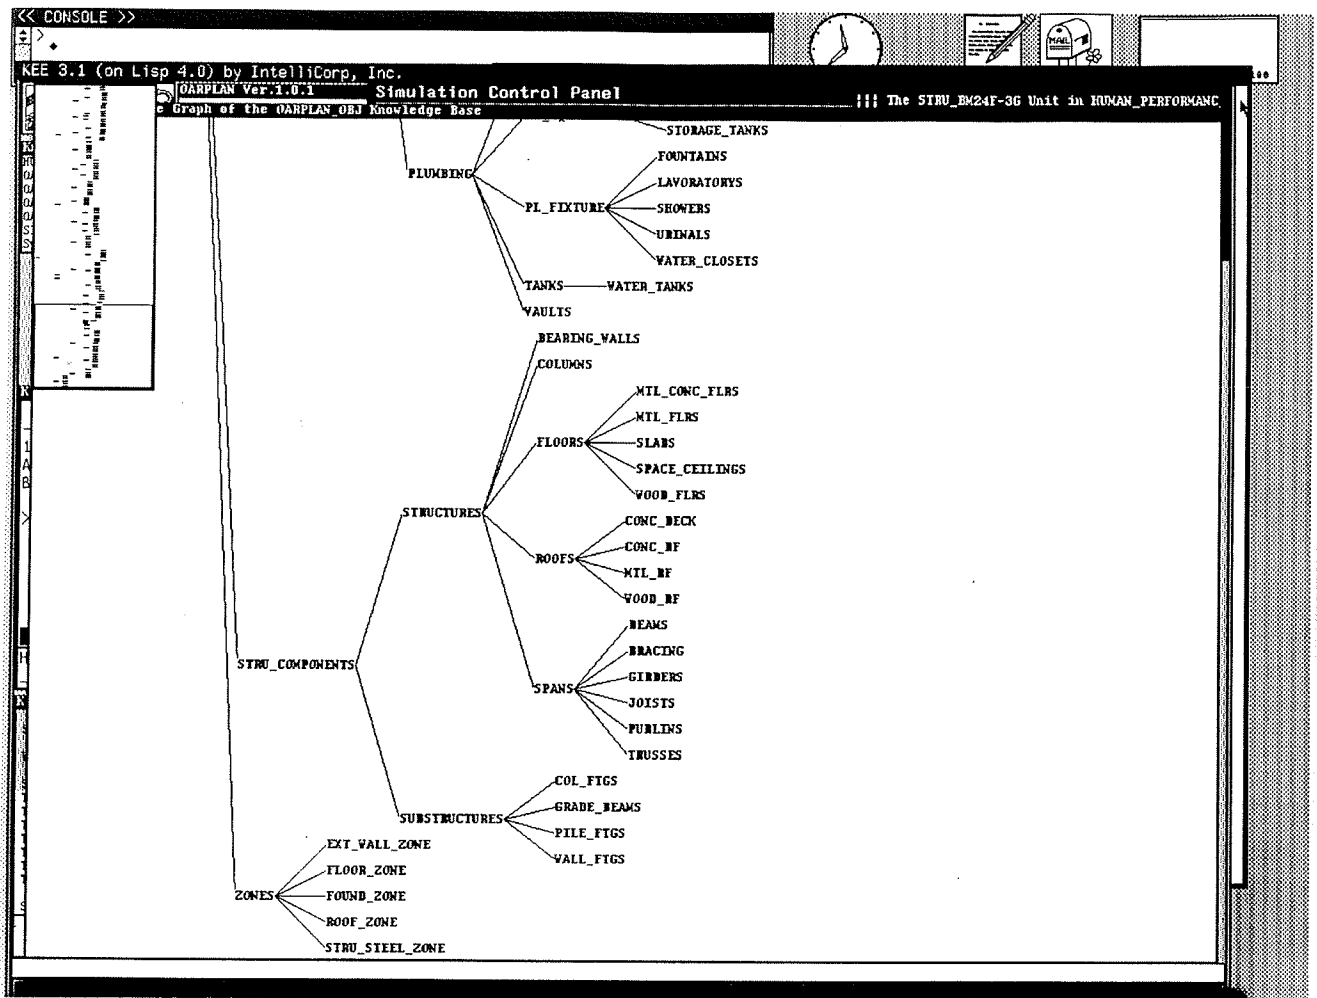 << CONSOLE >>
>
KEE 3.1 (on Lisp 4.0) by IntelliCorp, Inc.
OARPLAN Ver.1.0.1
Simulation Control Panel
||| The STRU_BM24F-3G Unit in HUMAN_PERFORMANC
Graph of the OARPLAN_OBJ Knowledge Base
MAIL
STORAGE_TANKS
FOUNTAINS
PLUMBING
LAVORATORYS
PL_FIXTURE
SHOWERS
URINALS
WATER_CLOSETS
TANKS
WATER_TANKS
VAULTS
BEARING_WALLS
COLUMNS
MTL_CONC_FLRS
MTL_FLRS
FLOORS
SLABS
SPACE_CEILINGS
WOOD_FLRS
STRUCTURES
CONC_DECK
CONC_RF
ROOFS
MTL_RF
WOOD_RF
BEAMS
BRACING
STRU_COMPONENTS
GIRDERS
SPANS
JOISTS
PURLINS
TRUSSES
COL_FTGS
GRADE_BEAMS
SUBSTRUCTURES
PILE_FTGS
WALL_FTGS
EXT_WALL_ZONE
FLOOR_ZONE
ZONES
FOUND_ZONE
ROOF_ZONE
STRU_STEEL_ZONE